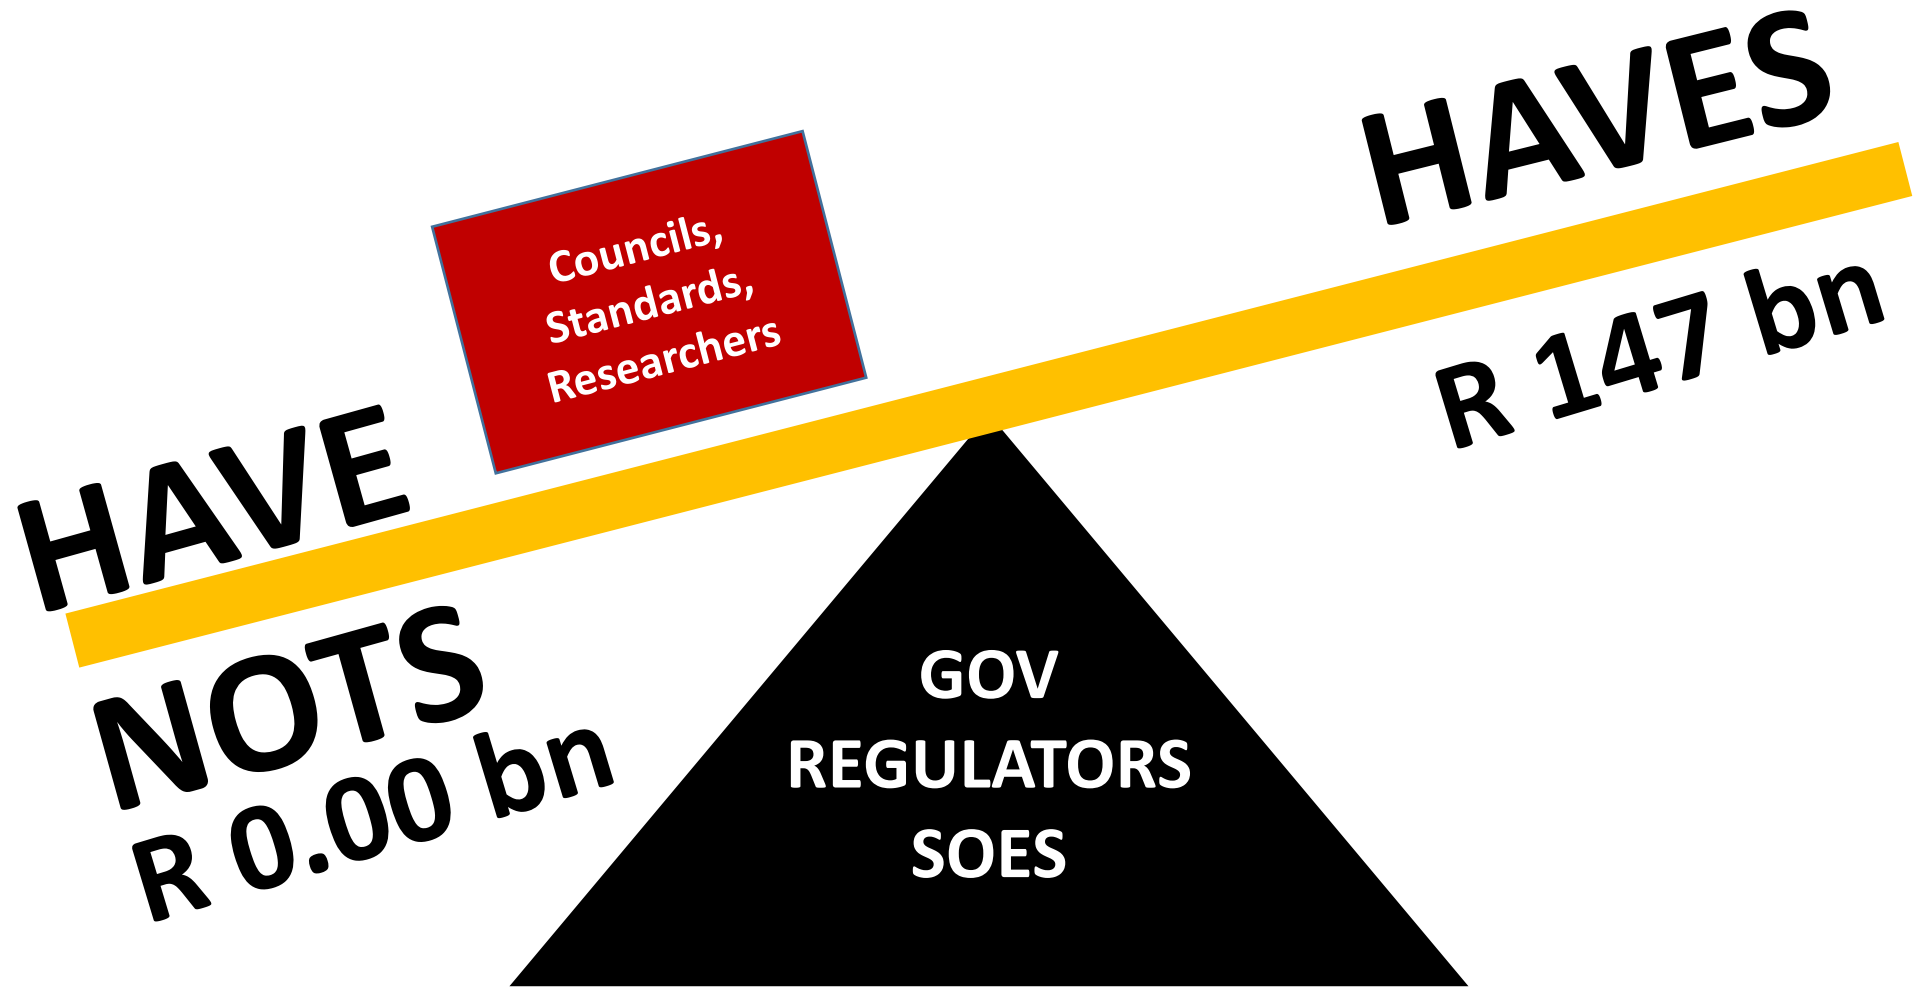 HAVES
R 147 bn
Councils,
Standards,
Researchers
HAVE
NOTS
R 0.00 bn
GOV
REGULATORS
SOES